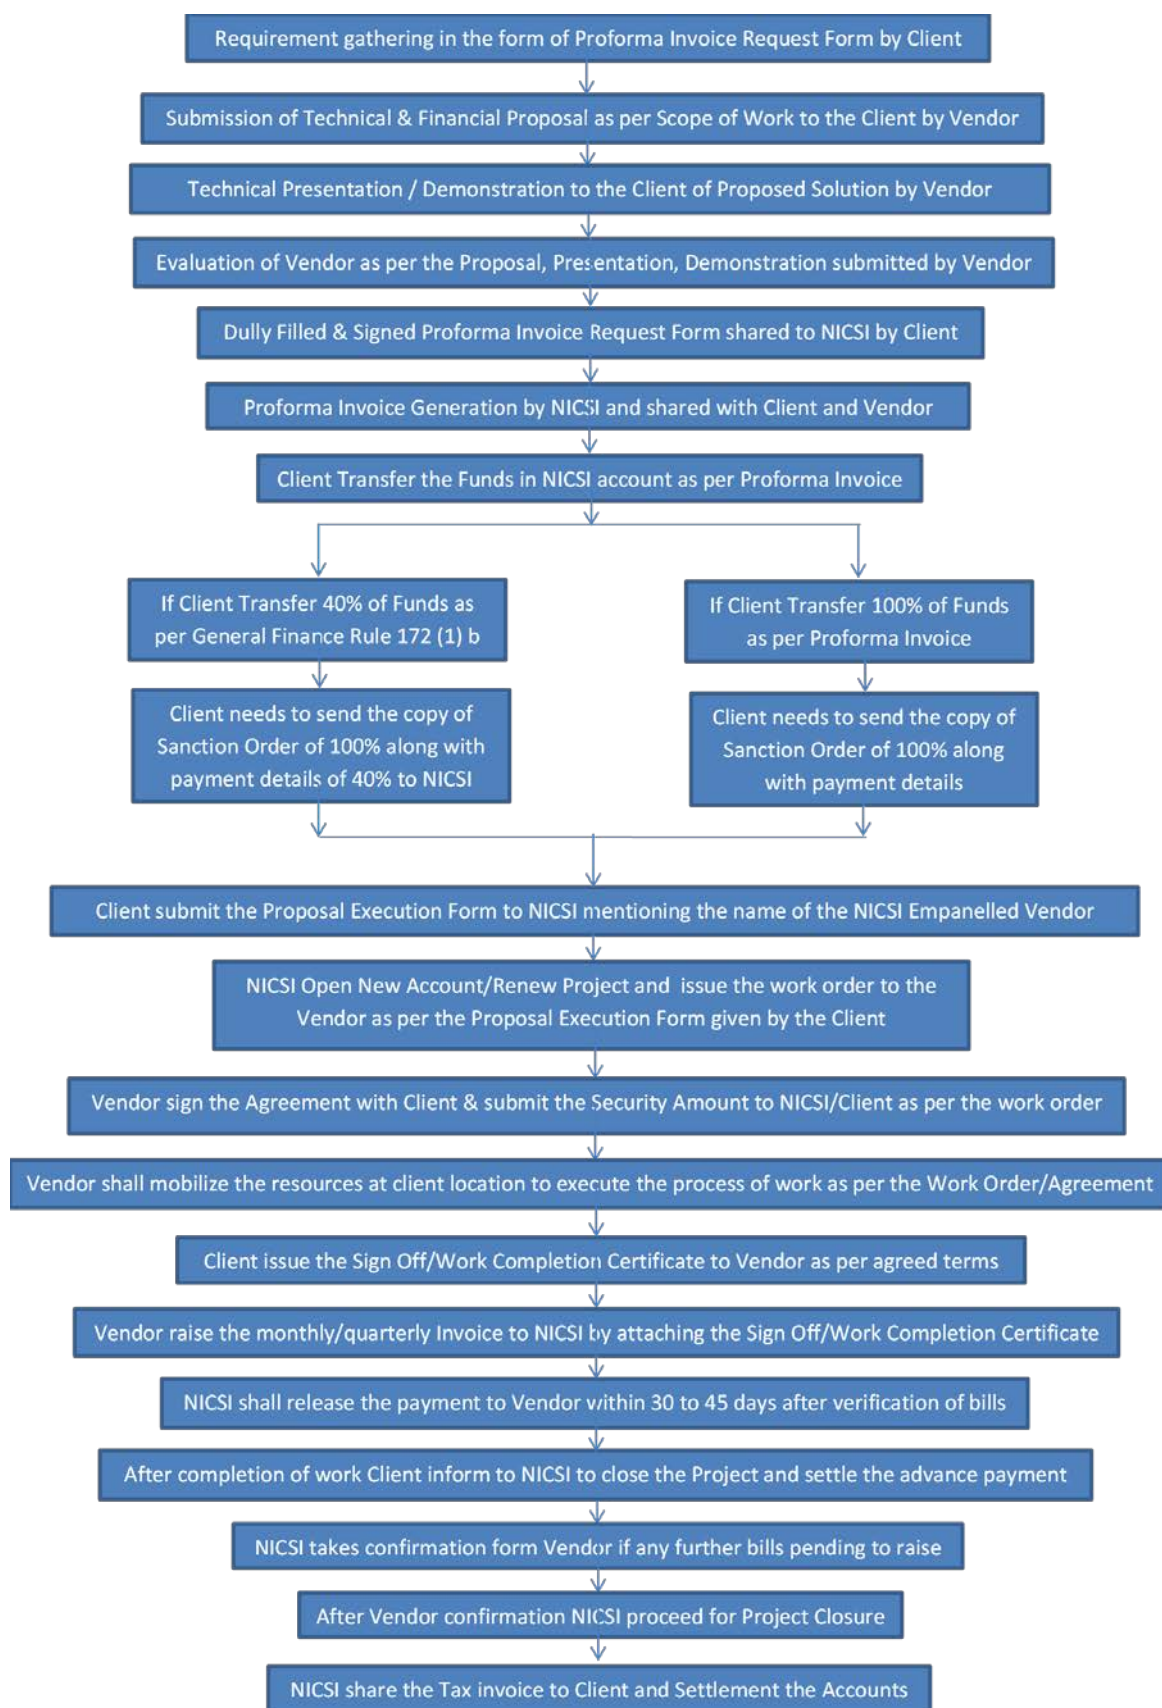 Requirement gathering in the form of Proforma Invoice Request Form by Client
Submission of Technical & Financial Proposal as per Scope of Work to the Client by Vendor
Technical Presentation / Demonstration to the Client of Proposed Solution by Vendor
Evaluation of Vendor as per the Proposal, Presentation, Demonstration submitted by Vendor
Dully Filled & Signed Proforma Invoice Request Form shared to NICSI by Client
Proforma Invoice Generation by NICSI and shared with Client and Vendor
Client Transfer the Funds in NICSI account as per Proforma Invoice
If Client Transfer 40% of Funds as
per General Finance Rule 172 (1) b
If Client Transfer 100% of Funds
as per Proforma Invoice
Client needs to send the copy of
Sanction Order of 100% along with
payment details of 40% to NICSI
Client needs to send the copy of
Sanction Order of 100% along
with payment details
Client submit the Proposal Execution Form to NICSI mentioning the name of the NICSI Empanelled Vendor
NICSI Open New Account/Renew Project and issue the work order to the
Vendor as per the Proposal Execution Form given by the Client
Vendor sign the Agreement with Client & submit the Security Amount to NICSI/Client as per the work order
Vendor shall mobilize the resources at client location to execute the process of work as per the Work Order/Agreement
Client issue the Sign Off/Work Completion Certificate to Vendor as per agreed terms
Vendor raise the monthly/quarterly Invoice to NICSI by attaching the Sign Off/Work Completion Certificate
NICSI shall release the payment to Vendor within 30 to 45 days after verification of bills
After completion of work Client inform to NICSI to close the Project and settle the advance payment
NICSI takes confirmation form Vendor if any further bills pending to raise
After Vendor confirmation NICSI proceed for Project Closure
NICSI share the Tax invoice to Client and Settlement the Accounts